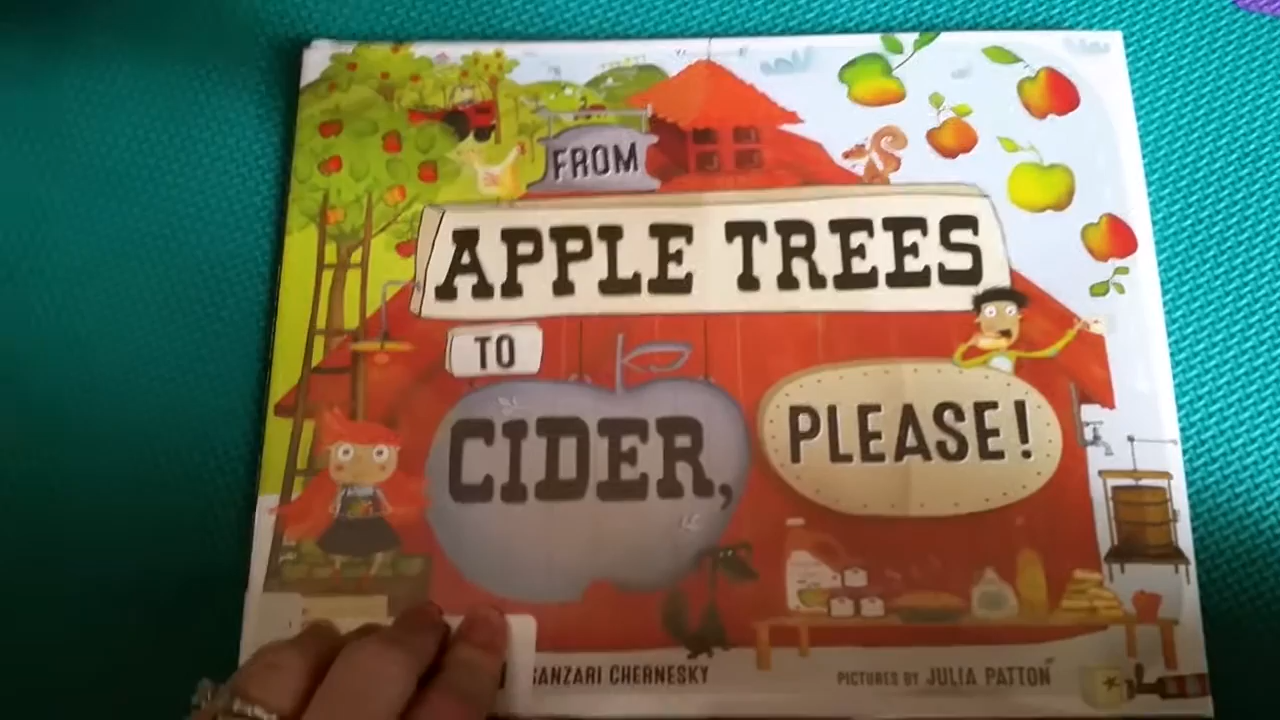 FROM
APPLE TREES
TO
CIDER,
PLEASE!
SANZARI CHERNESKY
PICTURES BY JULIA PATTON